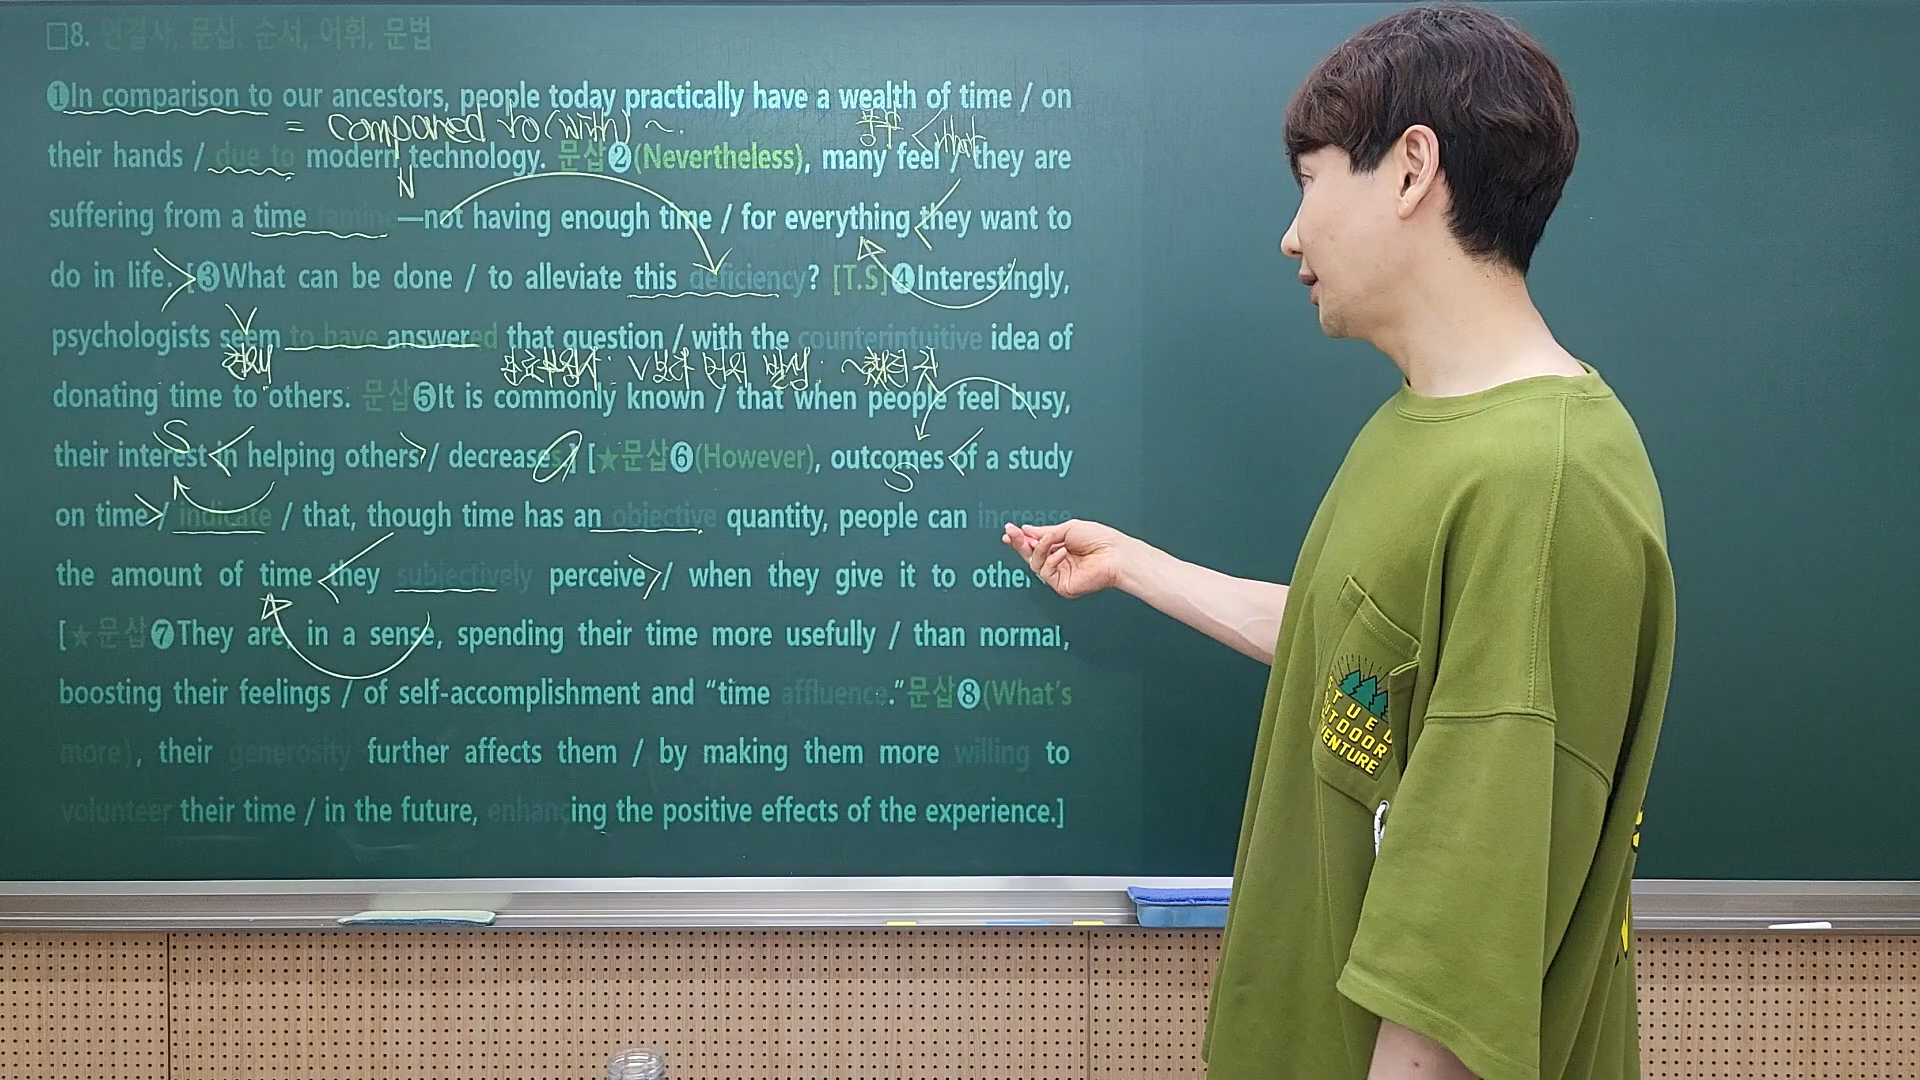 □8. 연결사, 문삽, 순서, 어휘, 문법
❶In comparison to our ancestors, people today practically have a wealth of time / on
= compared to(with) ~.
their hands / due to modern technology. 문삽❷(Nevertheless), many feel / they are
N
suffering from a time famine—not having enough time / for everything they want to
do in life. [❸What can be done / to alleviate this deficiency? [T.S]❹Interestingly,
psychologists seem to have answered that question / with the counterintuitive idea of
donating time to others. 문삽❺It is commonly known / that when people feel busy,
S
their interest in helping others / decreases] [★문삽❻(However), outcomes of a study
S
on time / indicate / that, though time has an objective quantity, people can increase
the amount of time they subjectively perceive / when they give it to other
[★문삽❼They are, in a sense, spending their time more usefully / than normal,
boosting their feelings / of self-accomplishment and “time affluence.”문삽❽(What’s
more), their generosity further affects them / by making them more willing to
volunteer their time / in the future, enhancing the positive effects of the experience.]
OUTDOOR